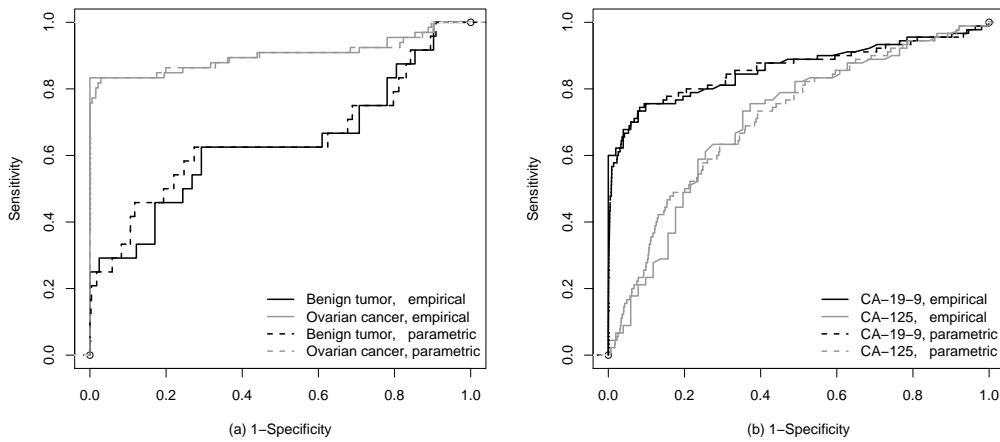 Sensitivity
1.0
0.8
0.6
0.4
0.2
0.0
Benign tumor, empirical
Ovarian cancer, empirical
Benign tumor, parametric
Ovarian cancer, parametric
0.0 0.2 0.4 0.6 0.8 1.0
(a) 1−Specificity
Sensitivity
1.0
0.8
0.6
0.4
0.2
0.0
CA−19−9, empirical
CA−125, empirical
CA−19−9, parametric
CA−125, parametric
0.0 0.2 0.4 0.6 0.8 1.0
(b) 1−Specificity